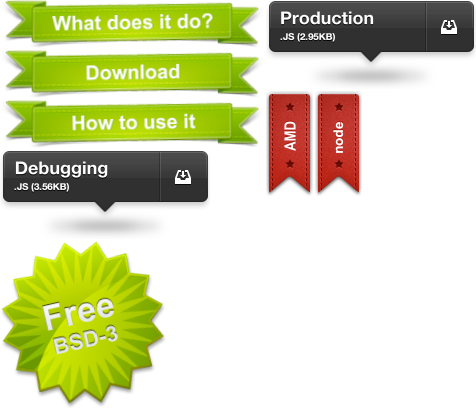 What does it do?
Download
How to use it
Production
.JS (2.95KB)
AMD
node
Debugging
.JS (3.56KB)
Free
BSD-3